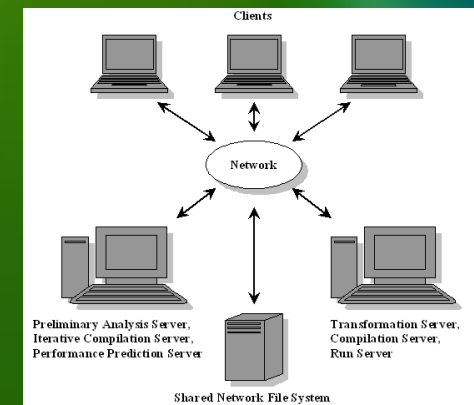 Clients
Network
Preliminary Analysis Server,
Iterative Compilation Server,
Performance Prediction Server
Transformation Server,
Compilation Server,
Run Server
Shared Network File System